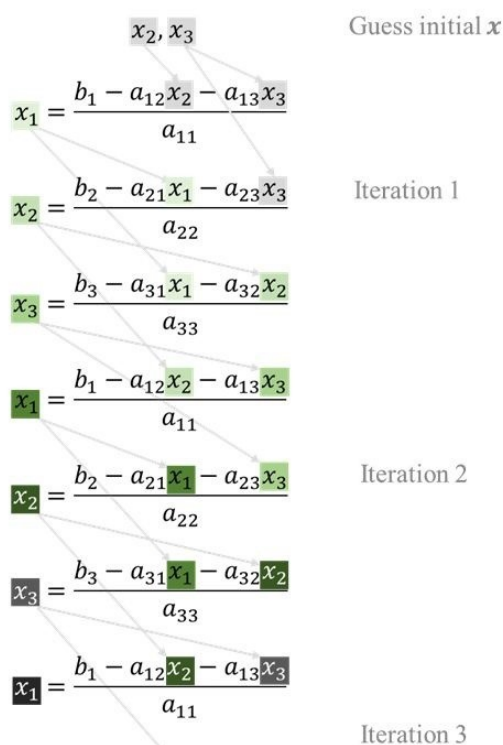 x₂, x₃ Guess initial x
x₁ = (b₁ − a₁₂x₂ − a₁₃x₃) / a₁₁
x₂ = (b₂ − a₂₁x₁ − a₂₃x₃) / a₂₂ Iteration 1
x₃ = (b₃ − a₃₁x₁ − a₃₂x₂) / a₃₃
x₁ = (b₁ − a₁₂x₂ − a₁₃x₃) / a₁₁
x₂ = (b₂ − a₂₁x₁ − a₂₃x₃) / a₂₂ Iteration 2
x₃ = (b₃ − a₃₁x₁ − a₃₂x₂) / a₃₃
x₁ = (b₁ − a₁₂x₂ − a₁₃x₃) / a₁₁
Iteration 3